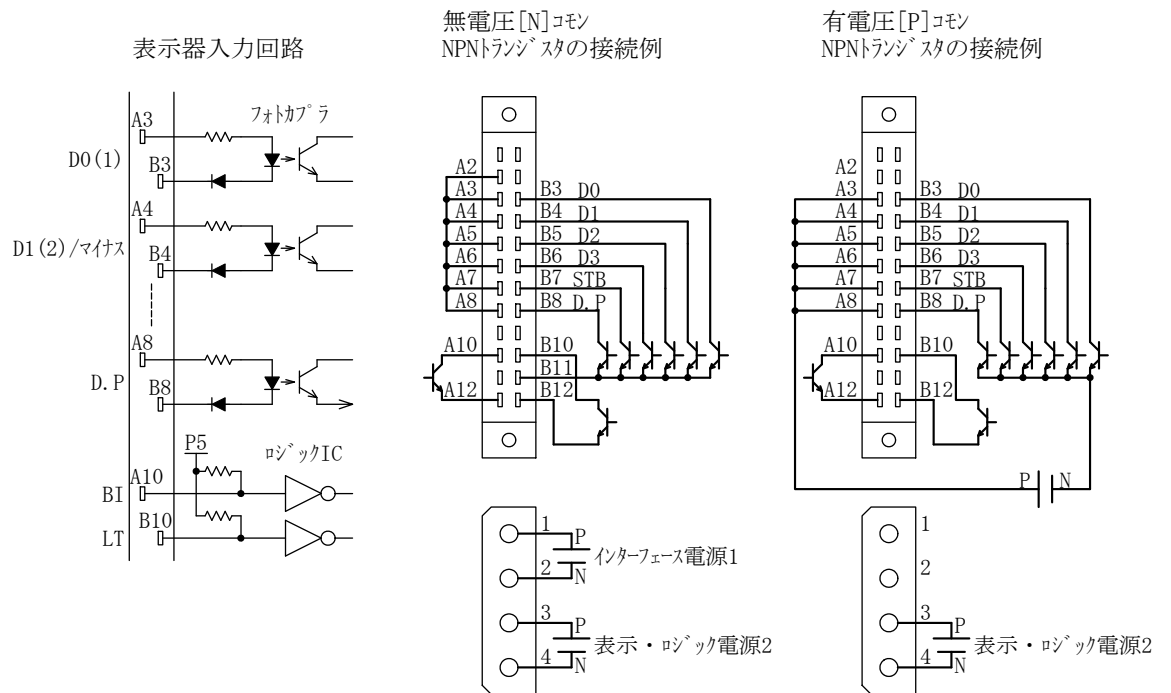 表示器入力回路
A3
フォトカプラ
D0(1)
B3
A4
D1(2)/マイナス
B4
A8
D.P
B8
P5
ロジックIC
A10
BI
B10
LT
無電圧[N]コモン
NPNトランジスタの接続例
A2
A3 B3 D0
A4 B4 D1
A5 B5 D2
A6 B6 D3
A7 B7 STB
A8 B8 D.P
A10 B10
B11
A12 B12
1
P
インターフェース電源1
2
N
3
P
表示・ロジック電源2
4
N
有電圧[P]コモン
NPNトランジスタの接続例
A2
A3 B3 D0
A4 B4 D1
A5 B5 D2
A6 B6 D3
A7 B7 STB
A8 B8 D.P
A10 B10
A12 B12
P N
1
2
3
P
表示・ロジック電源2
4
N